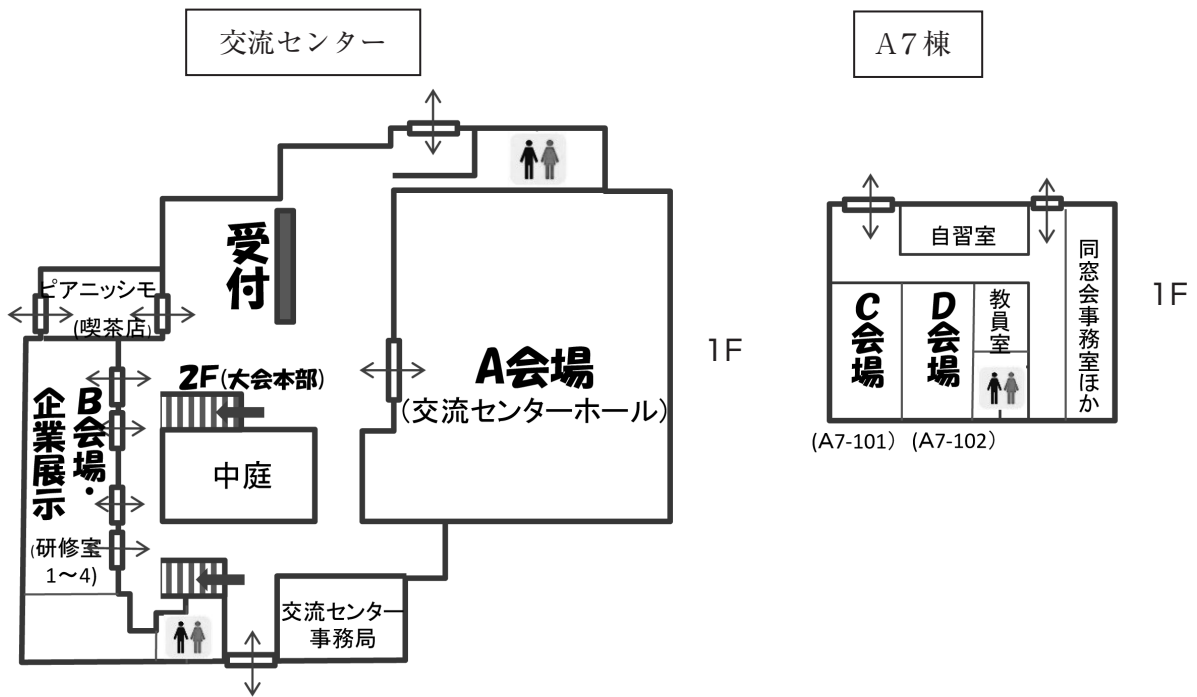 交流センター
A7棟
受付
ピアニッシモ
(喫茶店)
2F(大会本部)
A会場
(交流センターホール)
1F
B会場・
企業展示
(研修室
1～4)
中庭
交流センター
事務局
自習室
C会場
D会場
教員室
同窓会事務室ほか
1F
(A7-101)
(A7-102)